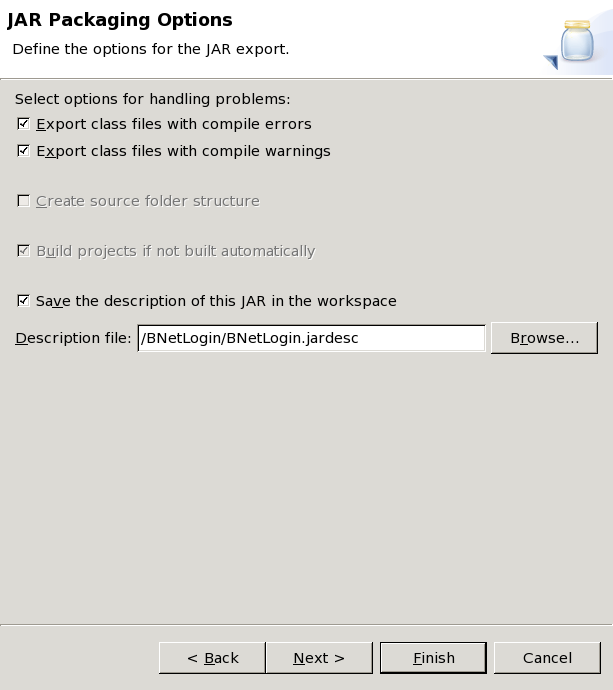 JAR Packaging Options
Define the options for the JAR export.
Select options for handling problems:
Export class files with compile errors
Export class files with compile warnings
Create source folder structure
Build projects if not built automatically
Save the description of this JAR in the workspace
Description file: /BNetLogin/BNetLogin.jardesc Browse...
< Back Next > Finish Cancel